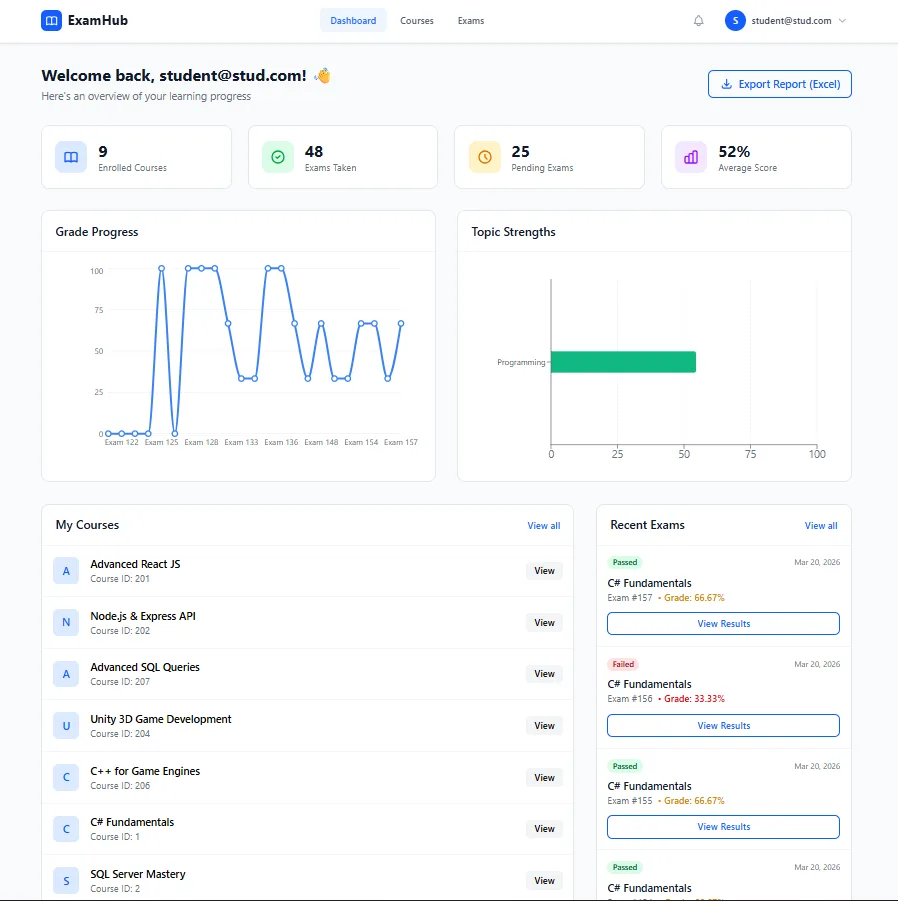 ExamHub
Dashboard
Courses
Exams
S
student@stud.com
Welcome back, student@stud.com! 👋
Here's an overview of your learning progress
Export Report (Excel)
9
Enrolled Courses
48
Exams Taken
25
Pending Exams
52%
Average Score
Grade Progress
100
75
50
25
0
Exam 122
Exam 125
Exam 128
Exam 133
Exam 136
Exam 148
Exam 154
Exam 157
Topic Strengths
Programming
0
25
50
75
100
My Courses
View all
A
Advanced React JS
Course ID: 201
View
N
Node.js & Express API
Course ID: 202
View
A
Advanced SQL Queries
Course ID: 207
View
U
Unity 3D Game Development
Course ID: 204
View
C
C++ for Game Engines
Course ID: 206
View
C
C# Fundamentals
Course ID: 1
View
S
SQL Server Mastery
Course ID: 2
View
Recent Exams
View all
Passed
Mar 20, 2026
C# Fundamentals
Exam #157 • Grade: 66.67%
View Results
Failed
Mar 20, 2026
C# Fundamentals
Exam #156 • Grade: 33.33%
View Results
Passed
Mar 20, 2026
C# Fundamentals
Exam #155 • Grade: 66.67%
View Results
Passed
Mar 20, 2026
C# Fundamentals